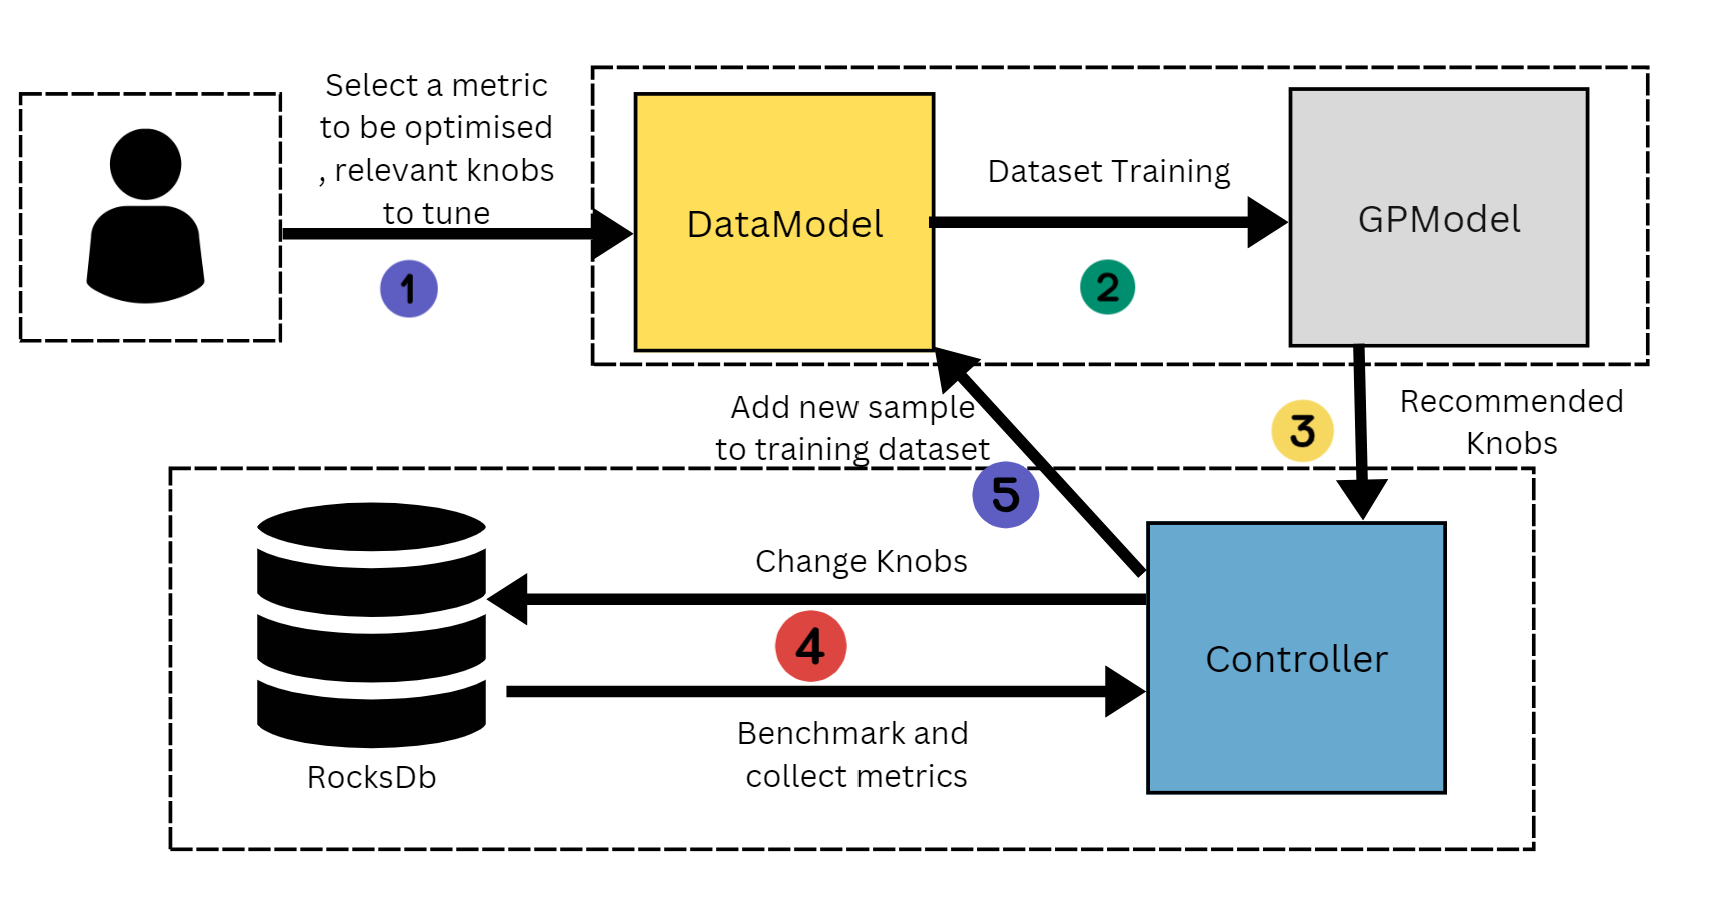 Select a metric
to be optimised
, relevant knobs
to tune
1
DataModel
Dataset Training
2
GPModel
3
Recommended
Knobs
Add new sample
to training dataset
5
Change Knobs
4
Benchmark and
collect metrics
RocksDb
Controller